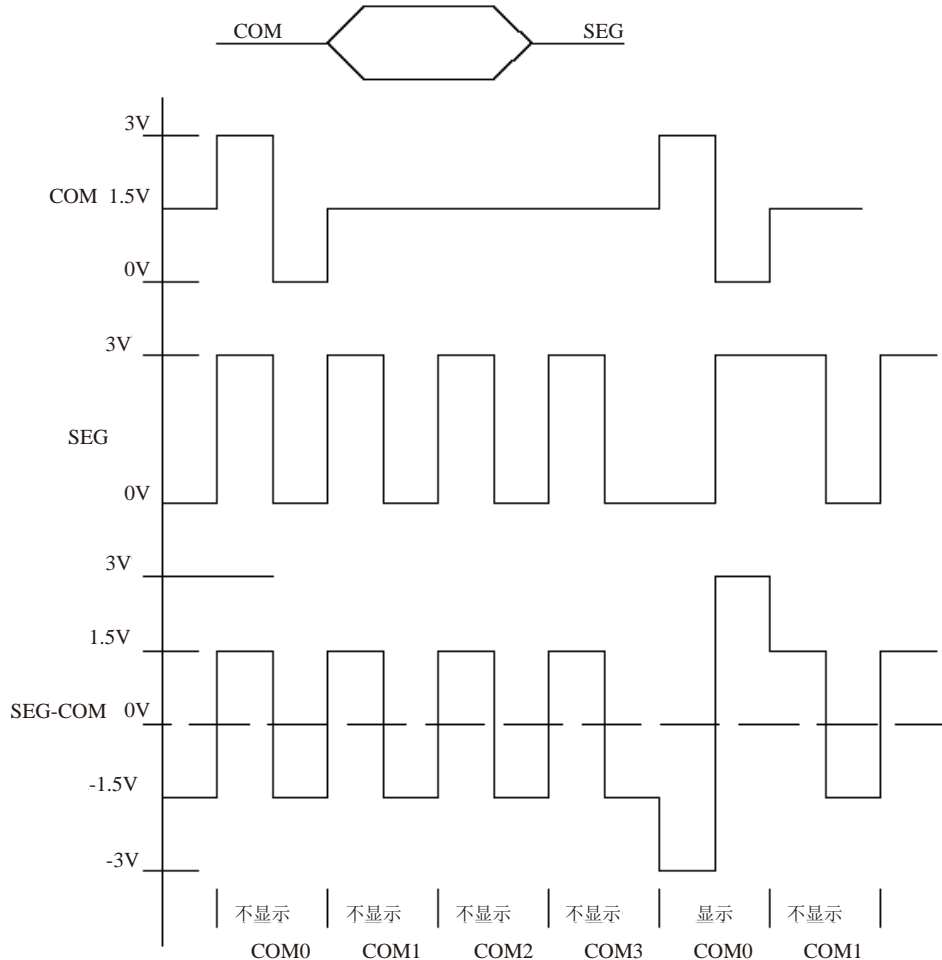 COM SEG
3V
COM 1.5V
0V
3V
SEG
0V
3V
1.5V
SEG-COM 0V
-1.5V
-3V
不显示 不显示 不显示 不显示 显示 不显示
COM0 COM1 COM2 COM3 COM0 COM1